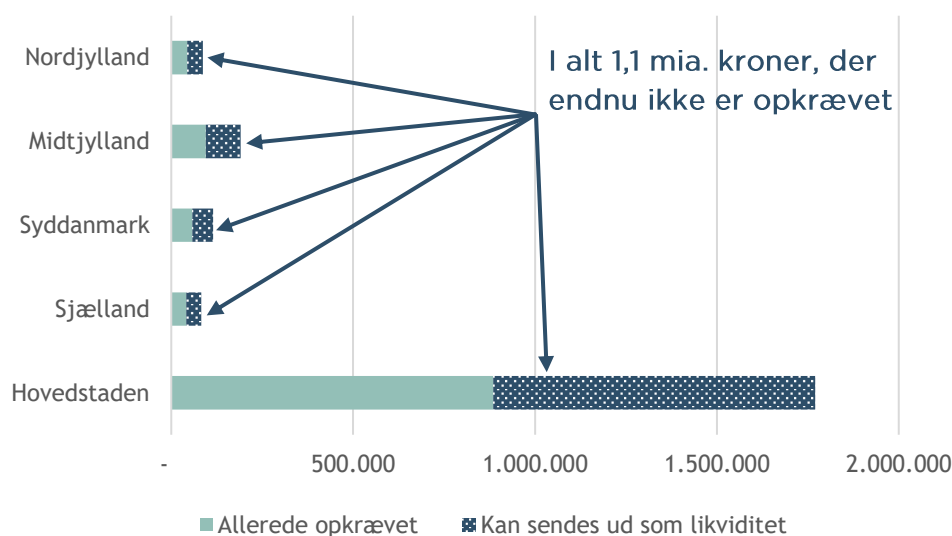 Nordjylland
I alt 1,1 mia. kroner, der
endnu ikke er opkrævet
Midtjylland
Syddanmark
Sjælland
Hovedstaden
- 500.000 1.000.000 1.500.000 2.000.000
Allerede opkrævet Kan sendes ud som likviditet